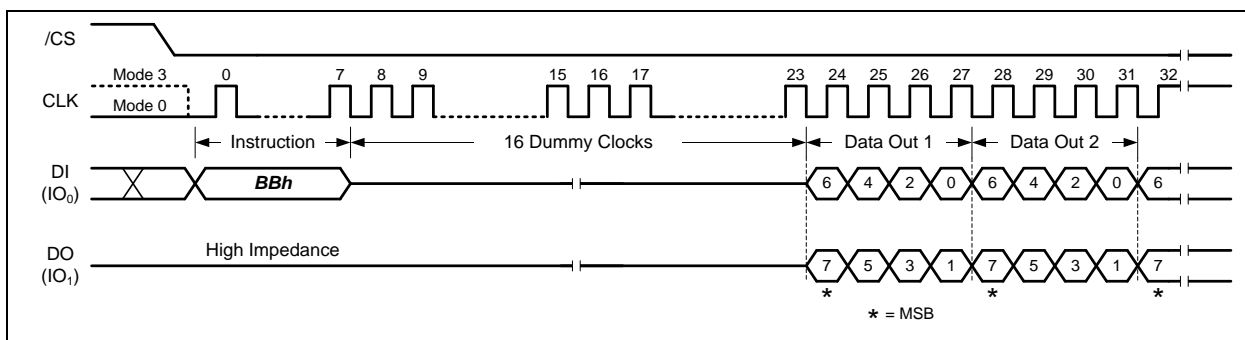 /CS
Mode 3 0 7 8 9 15 16 17 23 24 25 26 27 28 29 30 31 32
CLK
Mode 0
Instruction 16 Dummy Clocks Data Out 1 Data Out 2
DI
(IO₀)
BBh 6 4 2 0 6 4 2 0 6
High Impedance
DO
(IO₁)
7 5 3 1 7 5 3 1 7
* * *
* = MSB